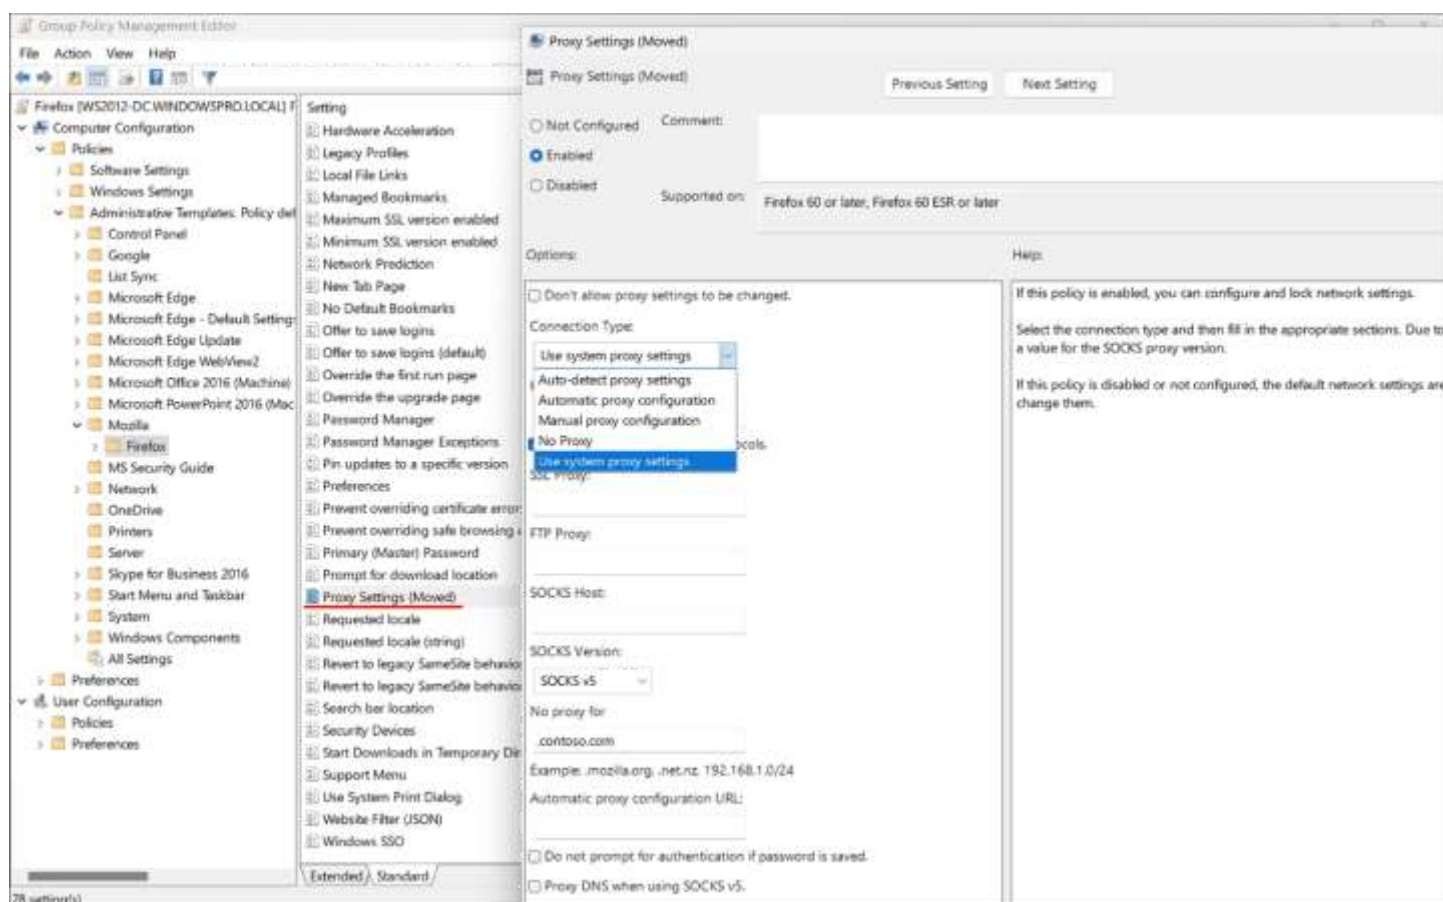 Group Policy Management Editor
File Action View Help
Firefox [WS2012-DC.WINDOWSPRO.LOCAL] F
Computer Configuration
Policies
Software Settings
Windows Settings
Administrative Templates: Policy def
Control Panel
Google
List Sync
Microsoft Edge
Microsoft Edge - Default Settings
Microsoft Edge Update
Microsoft Edge WebView2
Microsoft Office 2016 (Machine)
Microsoft PowerPoint 2016 (Mac
Mozilla
Firefox
MS Security Guide
Network
OneDrive
Printers
Server
Skype for Business 2016
Start Menu and Taskbar
System
Windows Components
All Settings
Preferences
User Configuration
Policies
Preferences
78 setting(s)
Setting
Hardware Acceleration
Legacy Profiles
Local File Links
Managed Bookmarks
Maximum SSL version enabled
Minimum SSL version enabled
Network Prediction
New Tab Page
No Default Bookmarks
Offer to save logins
Offer to save logins (default)
Override the first run page
Override the upgrade page
Password Manager
Password Manager Exceptions
Pin updates to a specific version
Preferences
Prevent overriding certificate error
Prevent overriding safe browsing e
Primary (Master) Password
Prompt for download location
Proxy Settings (Moved)
Requested locale
Requested locale (string)
Revert to legacy SameSite behavio
Revert to legacy SameSite behavio
Search bar location
Security Devices
Start Downloads in Temporary Dir
Support Menu
Use System Print Dialog
Website Filter (JSON)
Windows SSO
Extended Standard
Proxy Settings (Moved)
Proxy Settings (Moved)
Previous Setting Next Setting
Not Configured Comment:
Enabled
Disabled
Supported on: Firefox 60 or later, Firefox 60 ESR or later
Options:
Don't allow proxy settings to be changed.
Connection Type:
Use system proxy settings
Auto-detect proxy settings
Automatic proxy configuration
Manual proxy configuration
No Proxy
ocols.
Use system proxy settings
SSL Proxy:
FTP Proxy:
SOCKS Host:
SOCKS Version:
SOCKS v5
No proxy for
.contoso.com
Example: .mozilla.org, .net.nz, 192.168.1.0/24
Automatic proxy configuration URL:
Do not prompt for authentication if password is saved.
Proxy DNS when using SOCKS v5.
Help:
If this policy is enabled, you can configure and lock network settings.
Select the connection type and then fill in the appropriate sections. Due to
a value for the SOCKS proxy version.
If this policy is disabled or not configured, the default network settings are
change them.